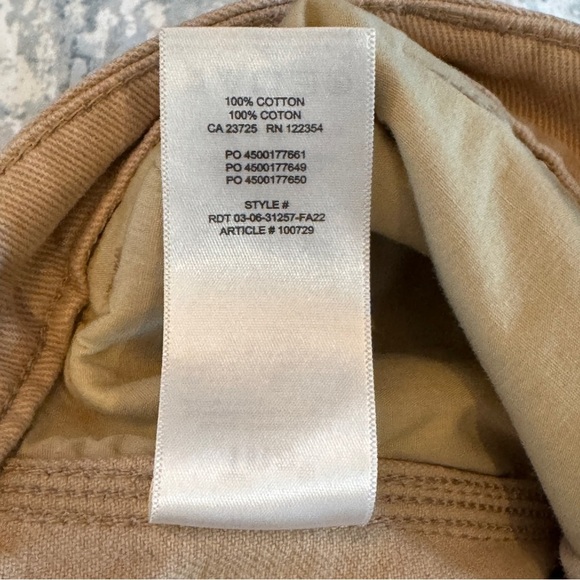 100% COTTON
100% COTON
CA 23725 RN 122354
PO 4500177661
PO 4500177649
PO 4500177650
STYLE #
RDT 03-06-31257-FA22
ARTICLE # 100729